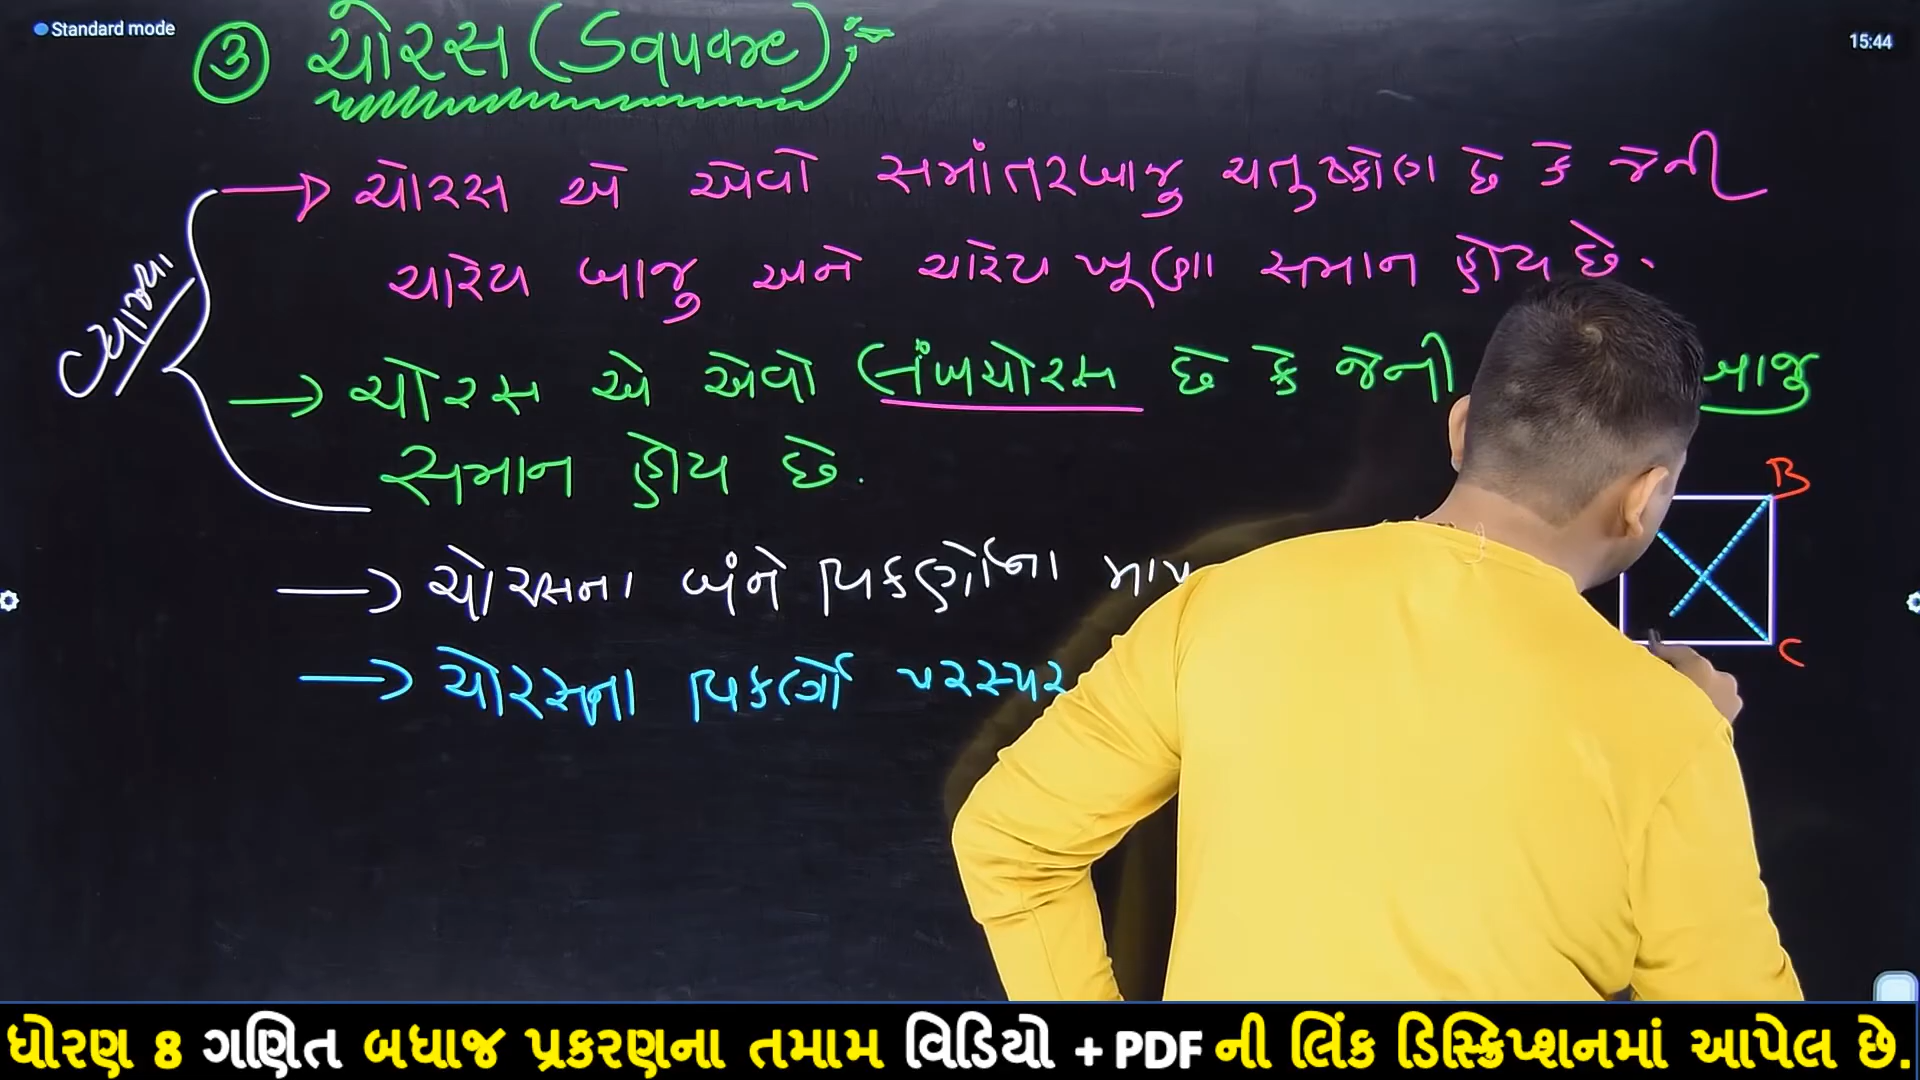 Standard mode
15:44
③ ચોરસ (Square) :-
વ્યાખ્યા
→ ચોરસ એ એવો સમાંતરબાજુ ચતુષ્કોણ છે કે જેની
ચારેય બાજુ અને ચારેય ખૂણા સમાન હોય છે.
→ ચોરસ એ એવો લંબચોરસ છે કે જેની બાજુ
સમાન હોય છે.
B
→ ચોરસના બંને વિકર્ણોના માપ
C
→ ચોરસના વિકર્ણો પરસ્પર
ધોરણ 8 ગણિત બધાજ પ્રકરણના તમામ વિડિયો + PDF ની લિંક ડિસ્ક્રિપ્શનમાં આપેલ છે.